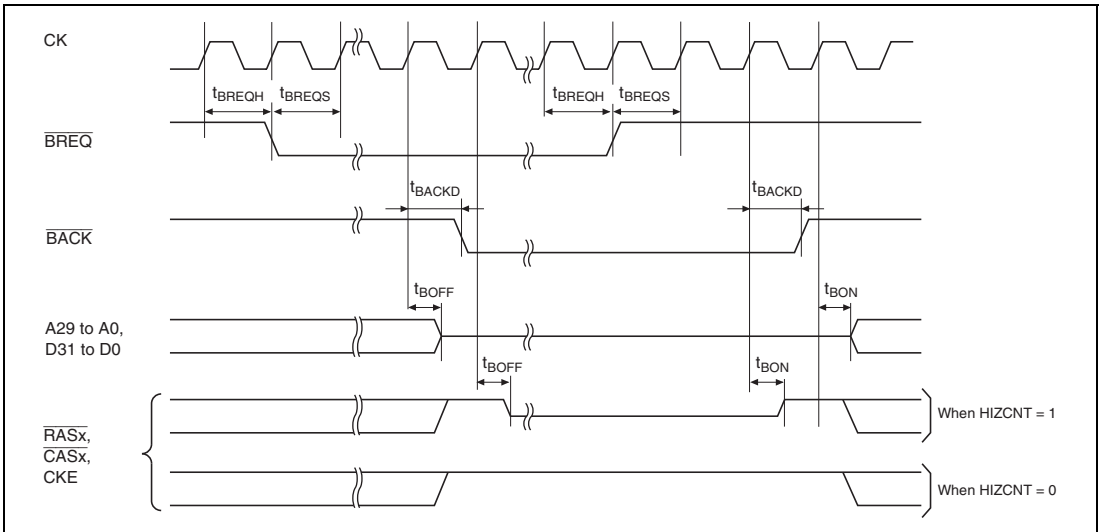 CK
tBREQH tBREQS tBREQH tBREQS
BREQ
tBACKD tBACKD
BACK
tBOFF tBON
A29 to A0,
D31 to D0
tBOFF tBON
RASx,
CASx,
CKE
When HIZCNT = 1
When HIZCNT = 0